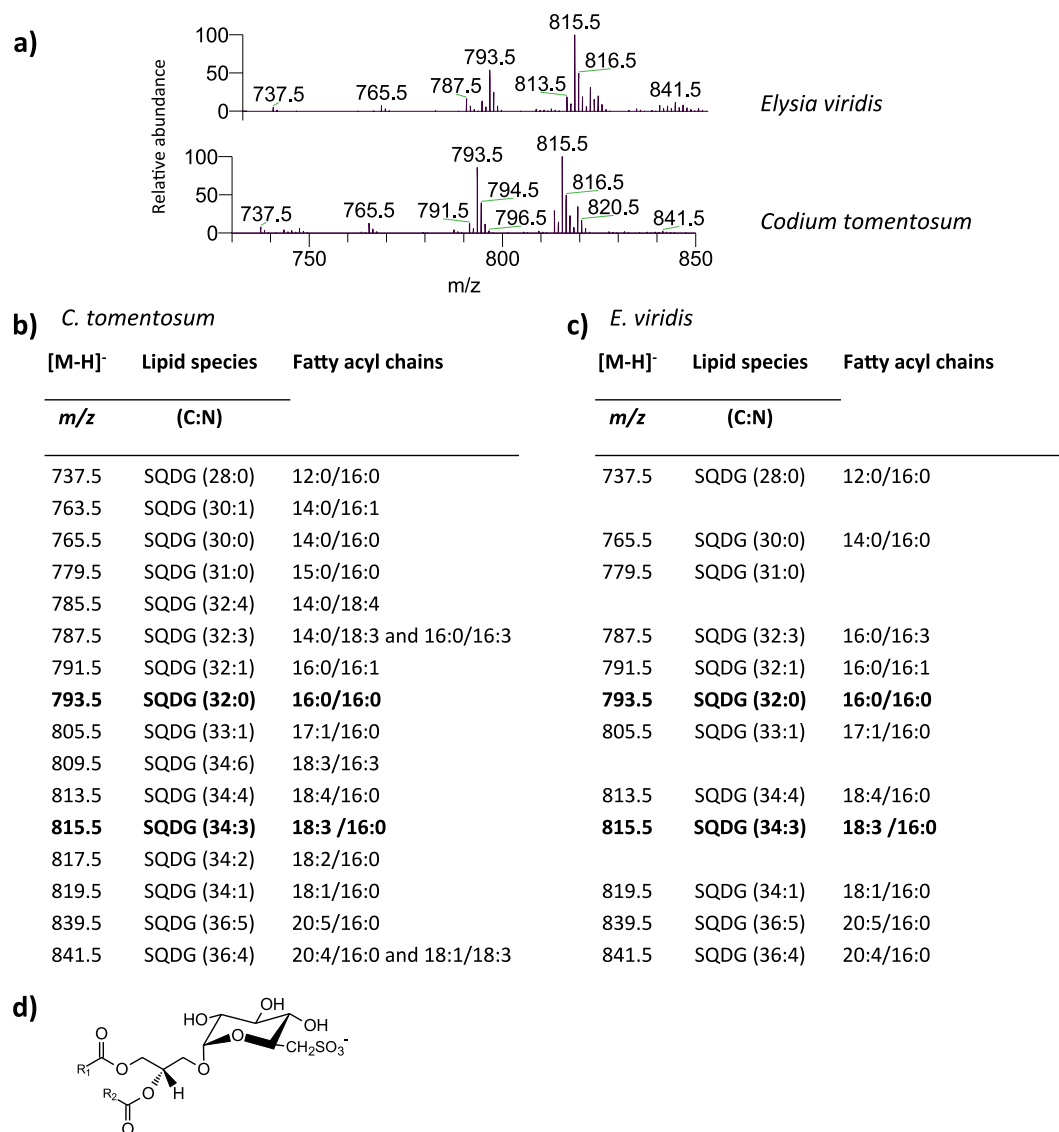 a)
100
50
0
737.5
765.5
787.5
793.5
813.5
815.5
816.5
841.5
Elysia viridis
Relative abundance
100
50
0
737.5
765.5
791.5
793.5
794.5
796.5
815.5
816.5
820.5
841.5
Codium tomentosum
750
800
850
m/z
b) C. tomentosum
[M-H]- Lipid species Fatty acyl chains
m/z (C:N)
737.5 SQDG (28:0) 12:0/16:0
763.5 SQDG (30:1) 14:0/16:1
765.5 SQDG (30:0) 14:0/16:0
779.5 SQDG (31:0) 15:0/16:0
785.5 SQDG (32:4) 14:0/18:4
787.5 SQDG (32:3) 14:0/18:3 and 16:0/16:3
791.5 SQDG (32:1) 16:0/16:1
793.5 SQDG (32:0) 16:0/16:0
805.5 SQDG (33:1) 17:1/16:0
809.5 SQDG (34:6) 18:3/16:3
813.5 SQDG (34:4) 18:4/16:0
815.5 SQDG (34:3) 18:3 /16:0
817.5 SQDG (34:2) 18:2/16:0
819.5 SQDG (34:1) 18:1/16:0
839.5 SQDG (36:5) 20:5/16:0
841.5 SQDG (36:4) 20:4/16:0 and 18:1/18:3
c) E. viridis
[M-H]- Lipid species Fatty acyl chains
m/z (C:N)
737.5 SQDG (28:0) 12:0/16:0
765.5 SQDG (30:0) 14:0/16:0
779.5 SQDG (31:0)
787.5 SQDG (32:3) 16:0/16:3
791.5 SQDG (32:1) 16:0/16:1
793.5 SQDG (32:0) 16:0/16:0
805.5 SQDG (33:1) 17:1/16:0
813.5 SQDG (34:4) 18:4/16:0
815.5 SQDG (34:3) 18:3 /16:0
819.5 SQDG (34:1) 18:1/16:0
839.5 SQDG (36:5) 20:5/16:0
841.5 SQDG (36:4) 20:4/16:0
d)
OH
HO
OH
O
CH2SO3-
O
R1
O
O
R2
O
H
O